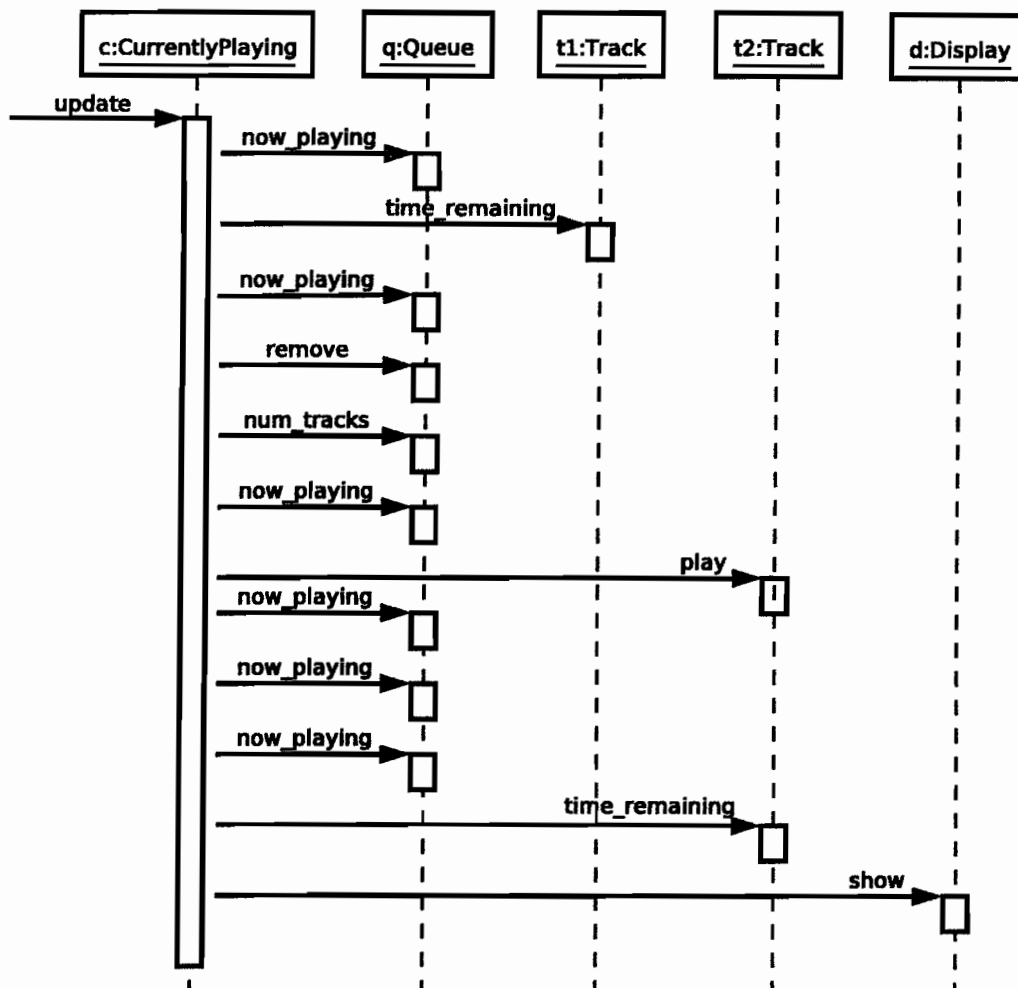 c:CurrentlyPlaying q:Queue t1:Track t2:Track d:Display
update
now_playing
time_remaining
now_playing
remove
num_tracks
now_playing
play
now_playing
now_playing
now_playing
time_remaining
show